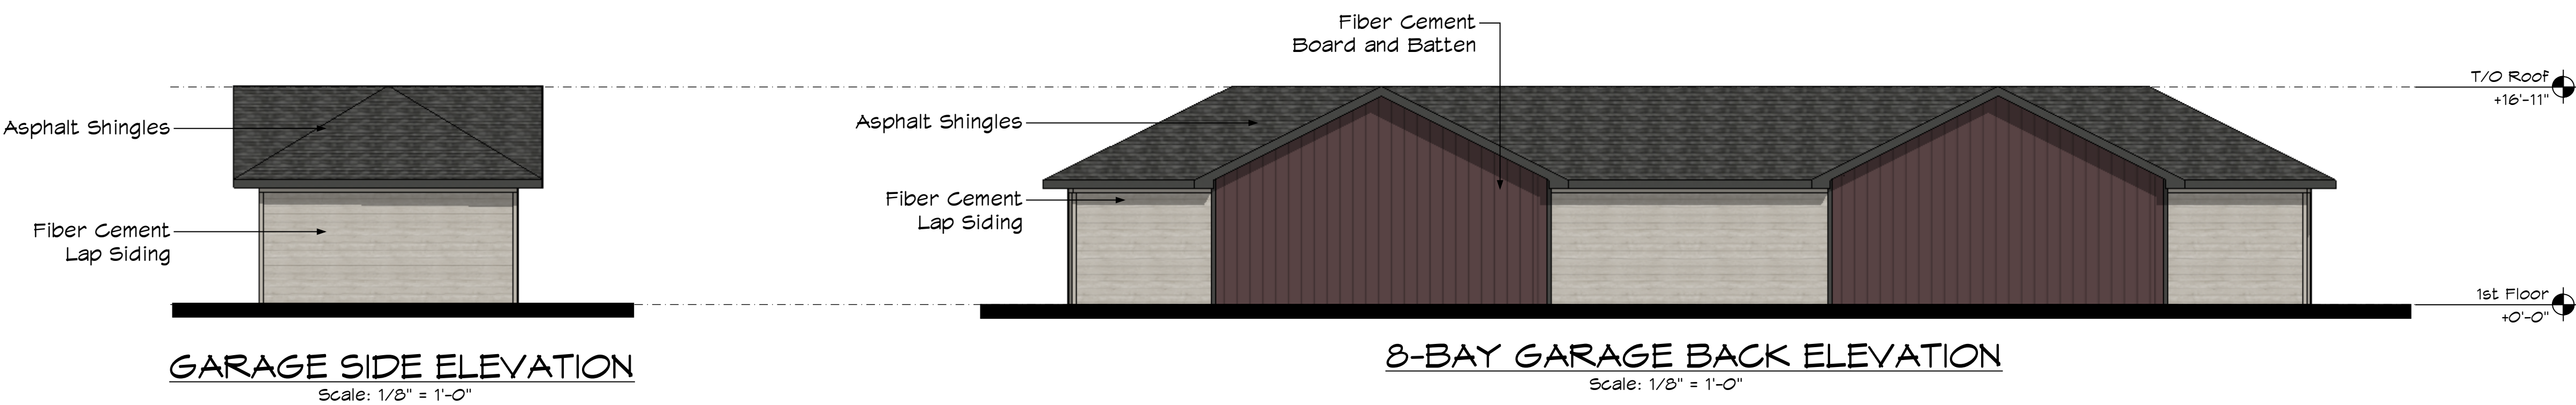 Asphalt Shingles
Fiber Cement
Lap Siding
GARAGE SIDE ELEVATION
Scale: 1/8" = 1'-0"
Fiber Cement
Board and Batten
Asphalt Shingles
Fiber Cement
Lap Siding
T/O Roof
+16'-11"
1st Floor
+0'-0"
8-BAY GARAGE BACK ELEVATION
Scale: 1/8" = 1'-0"